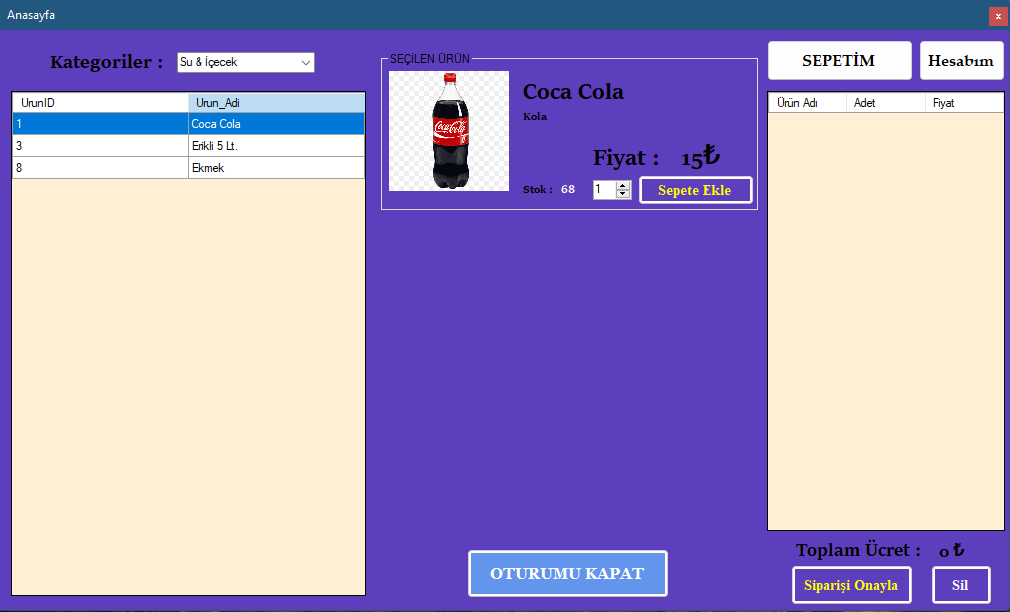 Anasayfa
x
Kategoriler :
Su & İçecek
UrunID Urun_Adi
1 Coca Cola
3 Erikli 5 Lt.
8 Ekmek
SEÇİLEN ÜRÜN
Coca-Cola
Coca Cola
Kola
Fiyat : 15₺
Stok : 68
1
Sepete Ekle
OTURUMU KAPAT
SEPETİM
Hesabım
Ürün Adı Adet Fiyat
Toplam Ücret : 0 ₺
Siparişi Onayla
Sil